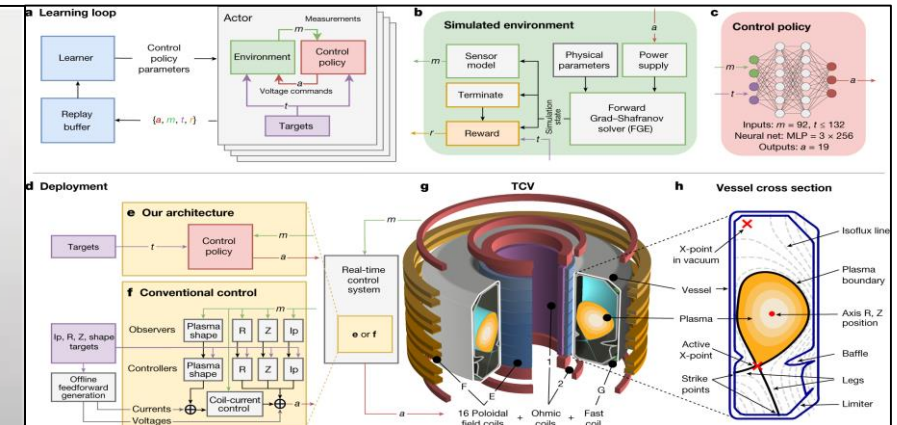 a Learning loop
Actor
Measurements
m
Learner
Control
policy
parameters
Environment
Control
policy
a
Voltage commands
t
Replay
buffer
{a, m, t, r}
Targets
b
Simulated environment
a
m
Sensor
model
Physical
parameters
Power
supply
Terminate
Simulation
state
r
Reward
Forward
Grad–Shafranov
solver (FGE)
t
c
Control policy
m
t
a
Inputs: m = 92, t ≤ 132
Neural net: MLP = 3 × 256
Outputs: a = 19
d Deployment
e Our architecture
Targets
t
Control
policy
m
a
f Conventional control
m
Observers
Plasma
shape
R
Z
Ip
Ip, R, Z, shape
targets
Controllers
Plasma
shape
R
Z
Ip
Offline
feedforward
generation
Coil-current
control
Currents
Voltages
a
m
Real-time
control
system
e or f
a
g
TCV
1
2
F
E
G
16 Poloidal
field coils
+
Ohmic
coils
+
Fast
coil
h
Vessel cross section
X-point
in vacuum
Isoflux line
Vessel
Plasma
boundary
Plasma
Axis R, Z
position
Active
X-point
Baffle
Strike
points
Legs
Limiter